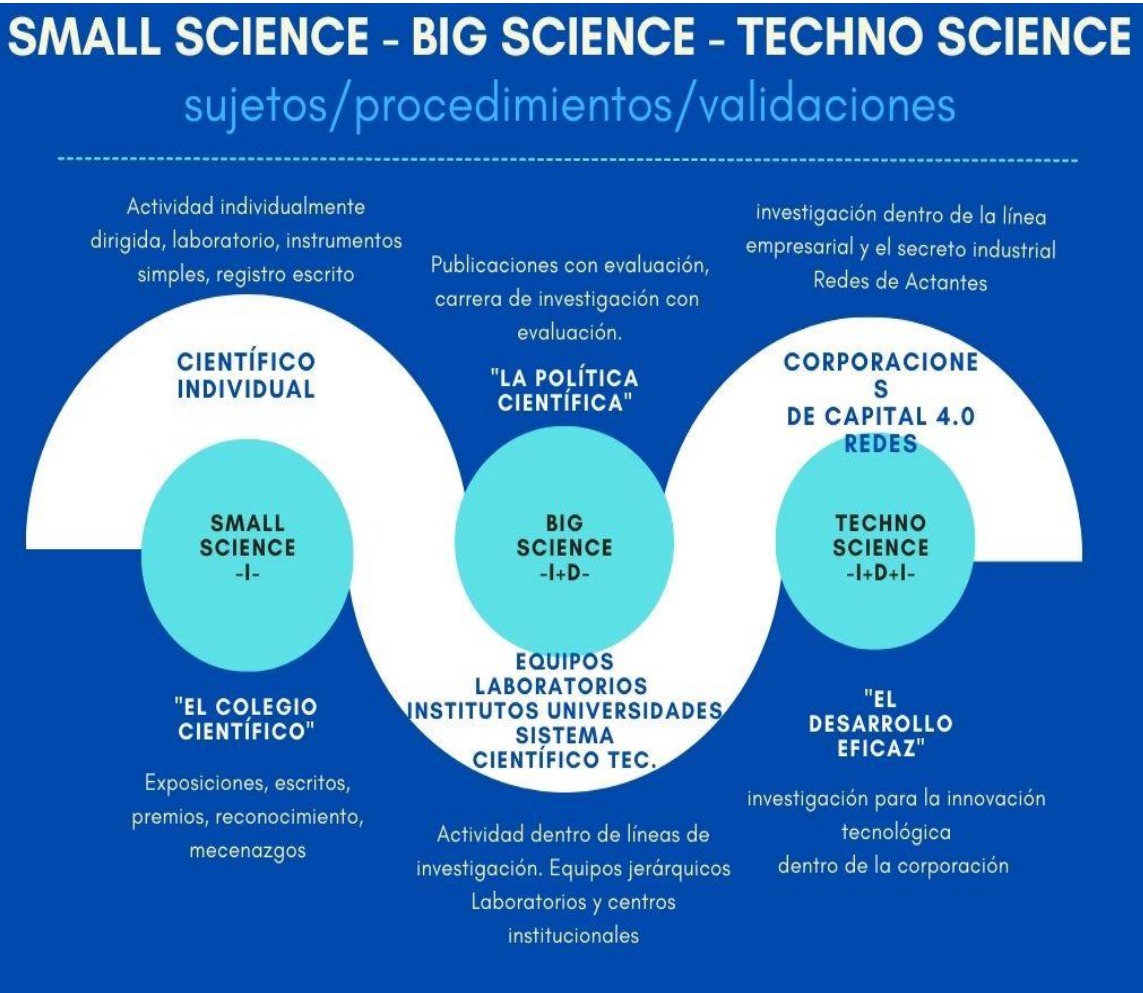 SMALL SCIENCE - BIG SCIENCE - TECHNO SCIENCE
sujetos/procedimientos/validaciones
Actividad individualmente
dirigida, laboratorio, instrumentos
simples, registro escrito
CIENTÍFICO
INDIVIDUAL
SMALL
SCIENCE
-I-
"EL COLEGIO
CIENTÍFICO"
Exposiciones, escritos,
premios, reconocimiento,
mecenazgos
Publicaciones con evaluación,
carrera de investigación con
evaluación.
"LA POLÍTICA
CIENTÍFICA"
BIG
SCIENCE
-I+D-
EQUIPOS
LABORATORIOS
INSTITUTOS UNIVERSIDADES
SISTEMA
CIENTÍFICO TEC.
Actividad dentro de líneas de
investigación. Equipos jerárquicos
Laboratorios y centros
institucionales
investigación dentro de la línea
empresarial y el secreto industrial
Redes de Actantes
CORPORACIONE
S
DE CAPITAL 4.0
REDES
TECHNO
SCIENCE
-I+D+I-
"EL
DESARROLLO
EFICAZ"
investigación para la innovación
tecnológica
dentro de la corporación